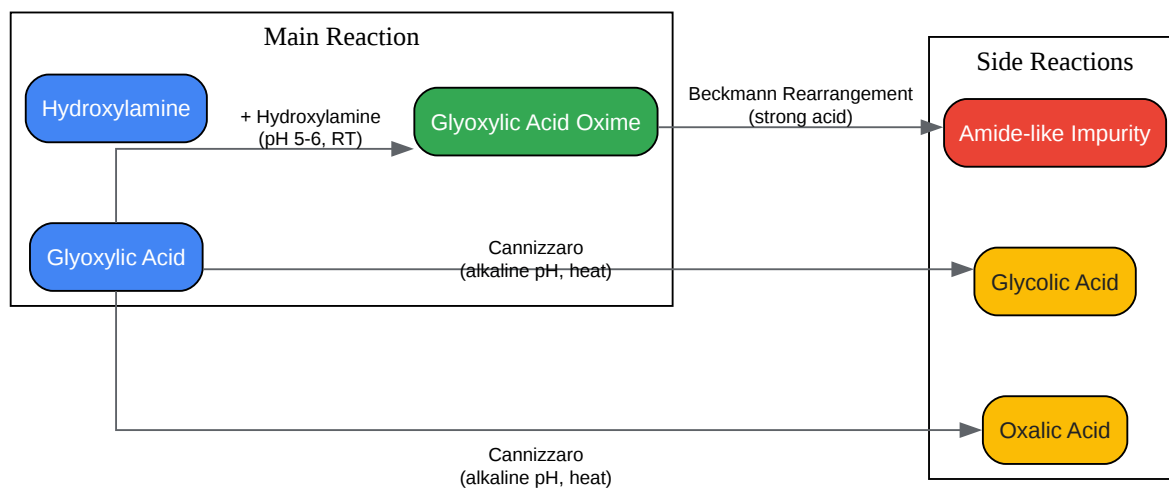 Main Reaction
Hydroxylamine
+ Hydroxylamine
(pH 5-6, RT)
Glyoxylic Acid Oxime
Beckmann Rearrangement
(strong acid)
Side Reactions
Amide-like Impurity
Glyoxylic Acid
Cannizzaro
(alkaline pH, heat)
Glycolic Acid
Oxalic Acid
Cannizzaro
(alkaline pH, heat)